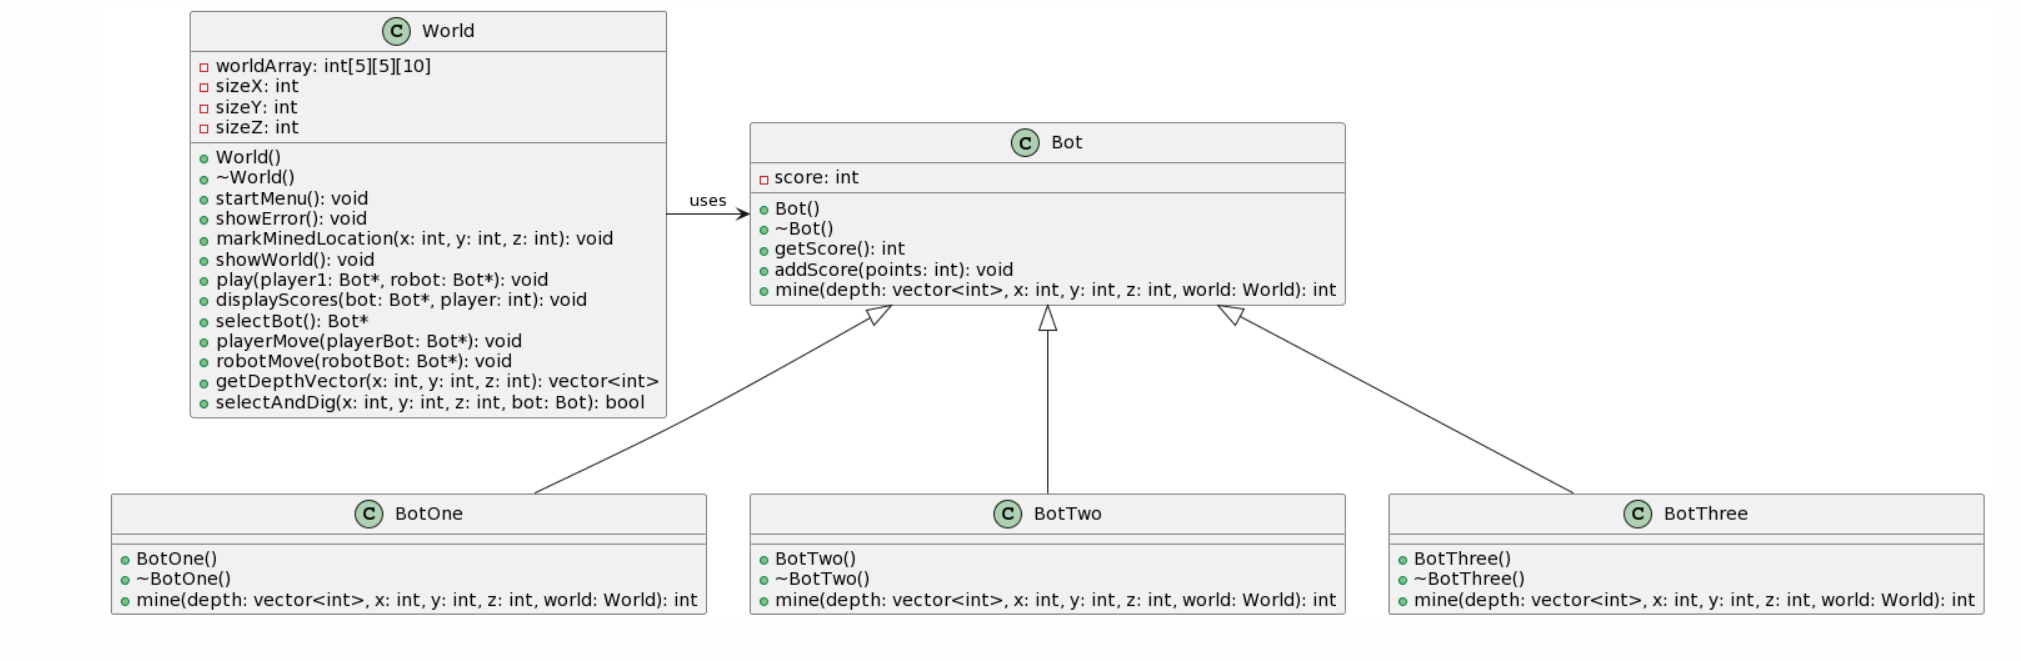 C World
worldArray: int[5][5][10]
sizeX: int
sizeY: int
sizeZ: int
World()
~World()
startMenu(): void
showError(): void
markMinedLocation(x: int, y: int, z: int): void
showWorld(): void
play(player1: Bot*, robot: Bot*): void
displayScores(bot: Bot*, player: int): void
selectBot(): Bot*
playerMove(playerBot: Bot*): void
robotMove(robotBot: Bot*): void
getDepthVector(x: int, y: int, z: int): vector<int>
selectAndDig(x: int, y: int, z: int, bot: Bot): bool
uses
C Bot
score: int
Bot()
~Bot()
getScore(): int
addScore(points: int): void
mine(depth: vector<int>, x: int, y: int, z: int, world: World): int
C BotOne
BotOne()
~BotOne()
mine(depth: vector<int>, x: int, y: int, z: int, world: World): int
C BotTwo
BotTwo()
~BotTwo()
mine(depth: vector<int>, x: int, y: int, z: int, world: World): int
C BotThree
BotThree()
~BotThree()
mine(depth: vector<int>, x: int, y: int, z: int, world: World): int